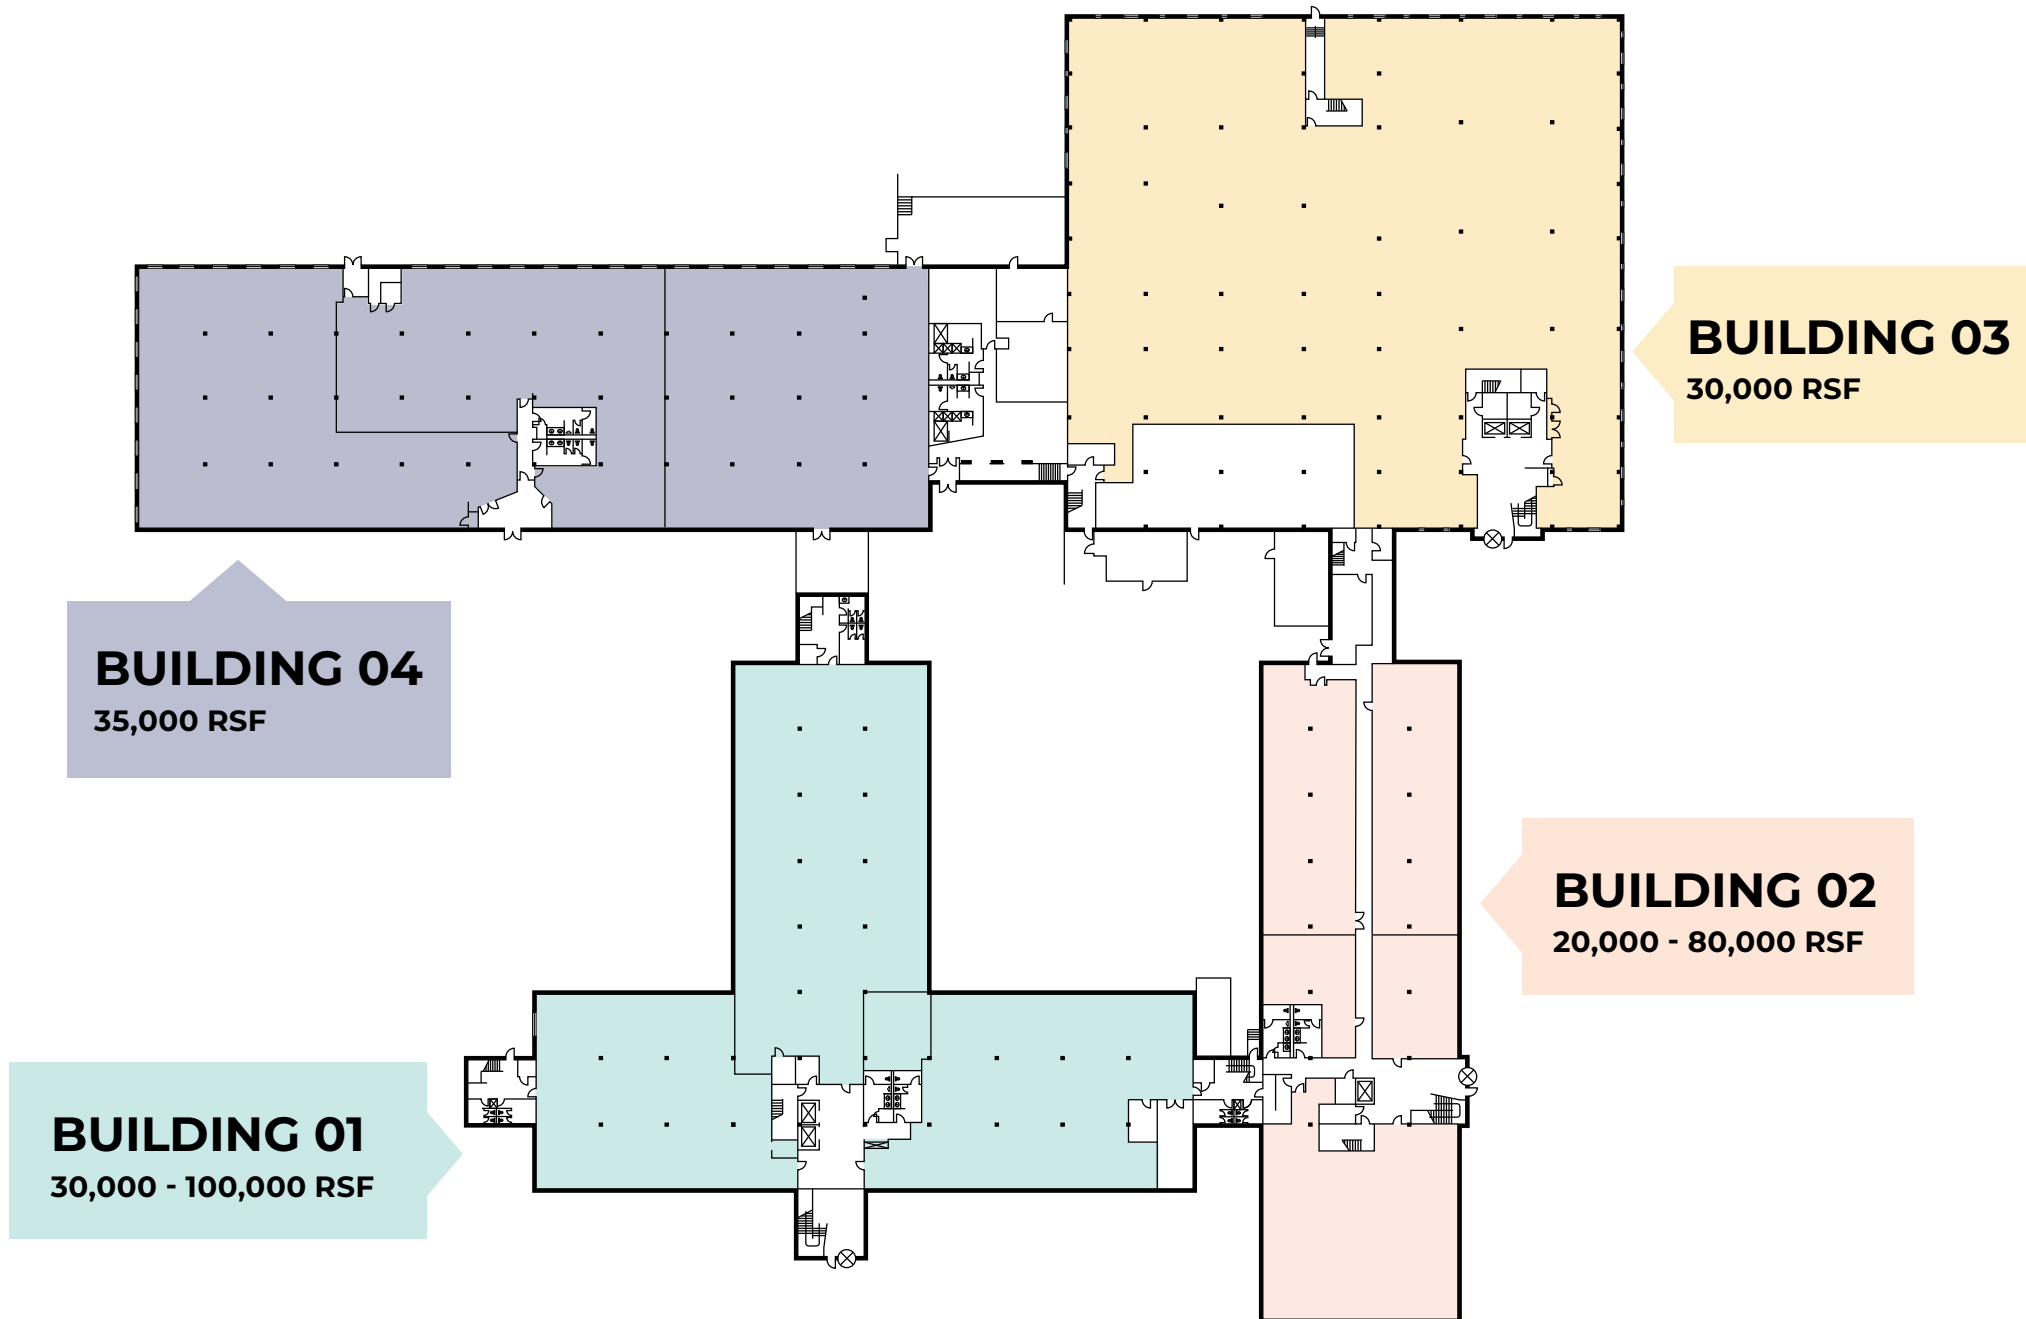 BUILDING 03
30,000 RSF
BUILDING 04
35,000 RSF
BUILDING 02
20,000 - 80,000 RSF
BUILDING 01
30,000 - 100,000 RSF